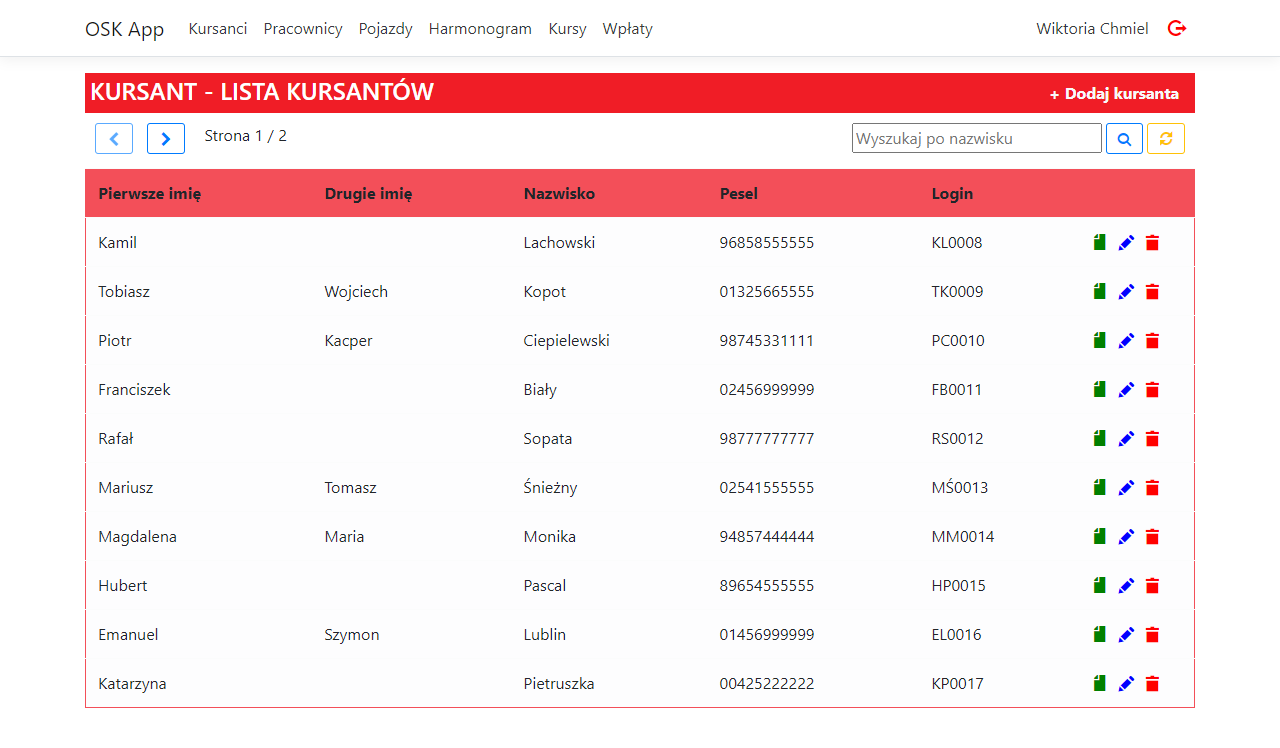 OSK App Kursanci Pracownicy Pojazdy Harmonogram Kursy Wpłaty Wiktoria Chmiel
KURSANT - LISTA KURSANTÓW + Dodaj kursanta
Strona 1 / 2 Wyszukaj po nazwisku
Pierwsze imię Drugie imię Nazwisko Pesel Login
Kamil Lachowski 96858555555 KL0008
Tobiasz Wojciech Kopot 01325665555 TK0009
Piotr Kacper Ciepielewski 98745331111 PC0010
Franciszek Biały 02456999999 FB0011
Rafał Sopata 98777777777 RS0012
Mariusz Tomasz Śnieżny 02541555555 MŚ0013
Magdalena Maria Monika 94857444444 MM0014
Hubert Pascal 89654555555 HP0015
Emanuel Szymon Lublin 01456999999 EL0016
Katarzyna Pietruszka 00425222222 KP0017